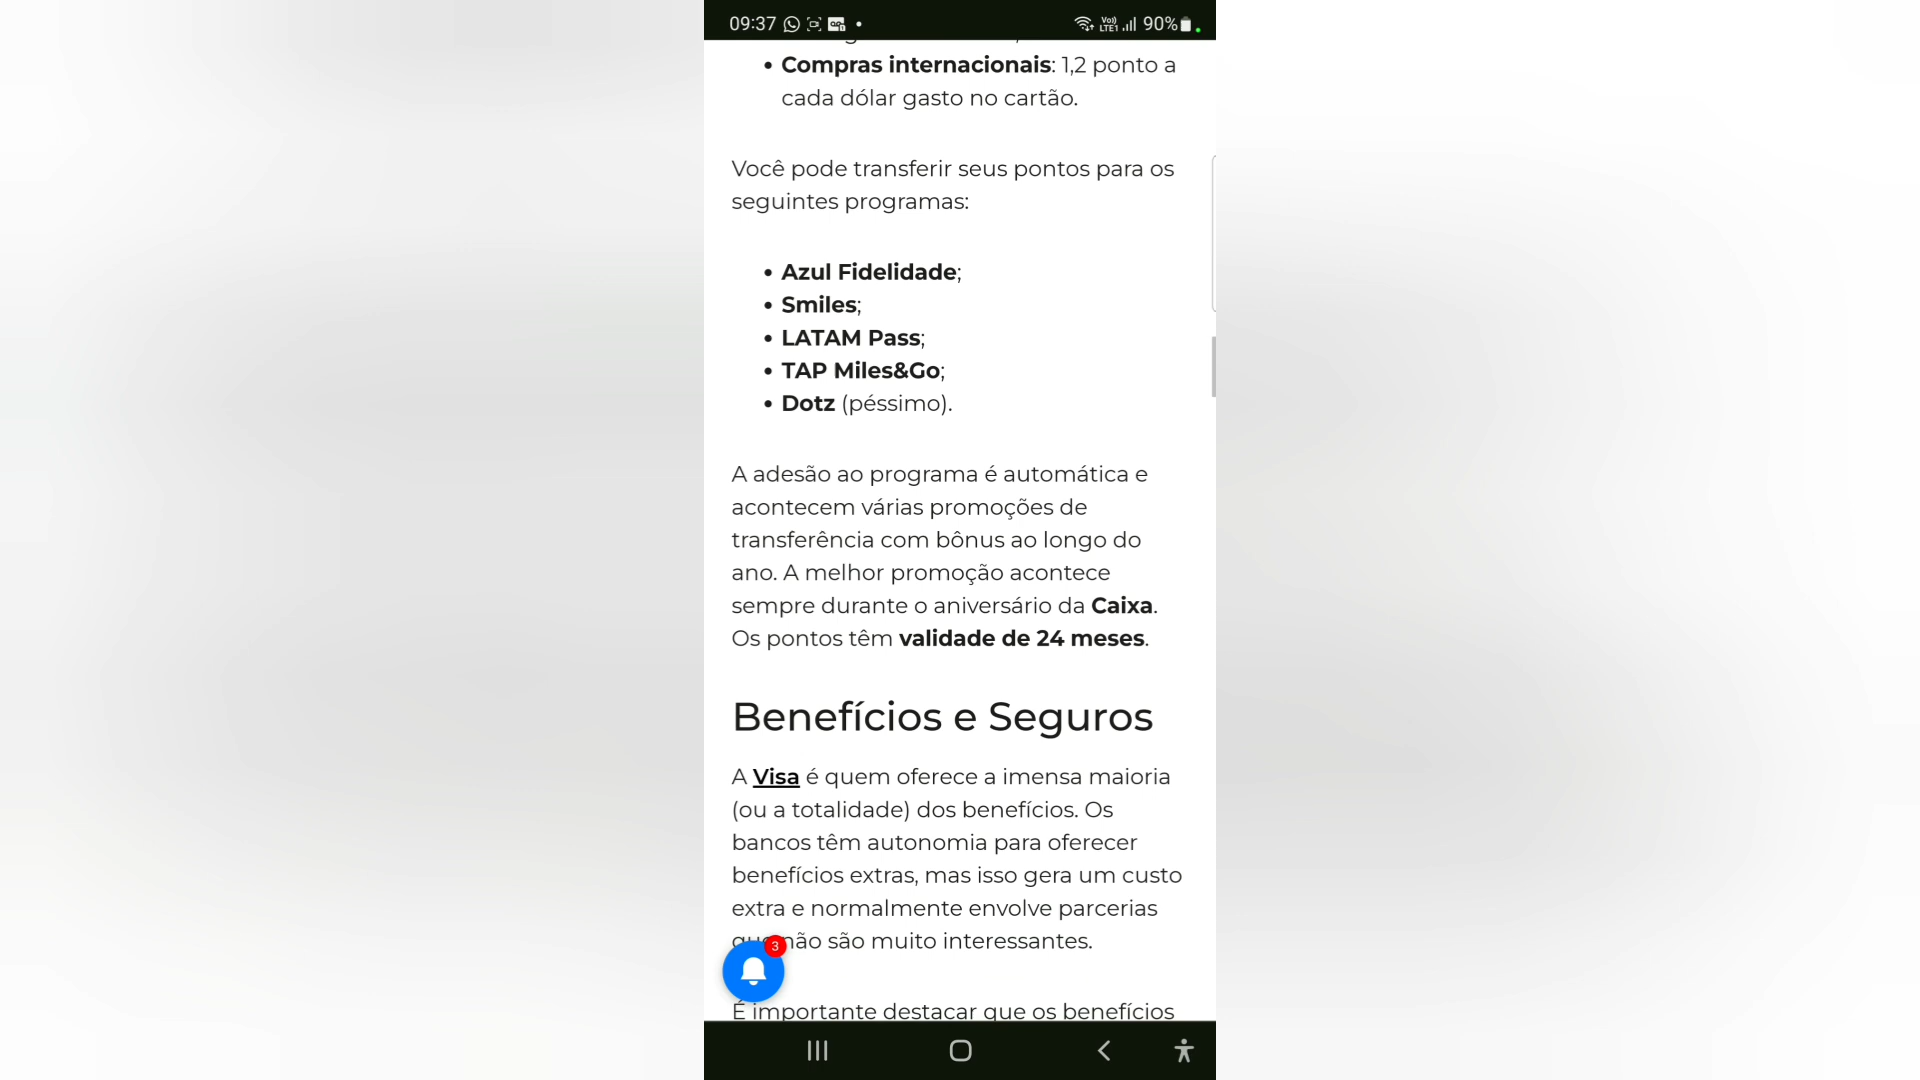 09:37 90%
Vo)) LTE1
• Compras internacionais: 1,2 ponto a
cada dólar gasto no cartão.
Você pode transferir seus pontos para os
seguintes programas:
• Azul Fidelidade;
• Smiles;
• LATAM Pass;
• TAP Miles&Go;
• Dotz (péssimo).
A adesão ao programa é automática e
acontecem várias promoções de
transferência com bônus ao longo do
ano. A melhor promoção acontece
sempre durante o aniversário da Caixa.
Os pontos têm validade de 24 meses.
Benefícios e Seguros
A Visa é quem oferece a imensa maioria
(ou a totalidade) dos benefícios. Os
bancos têm autonomia para oferecer
benefícios extras, mas isso gera um custo
extra e normalmente envolve parcerias
que não são muito interessantes.
3
É importante destacar que os benefícios